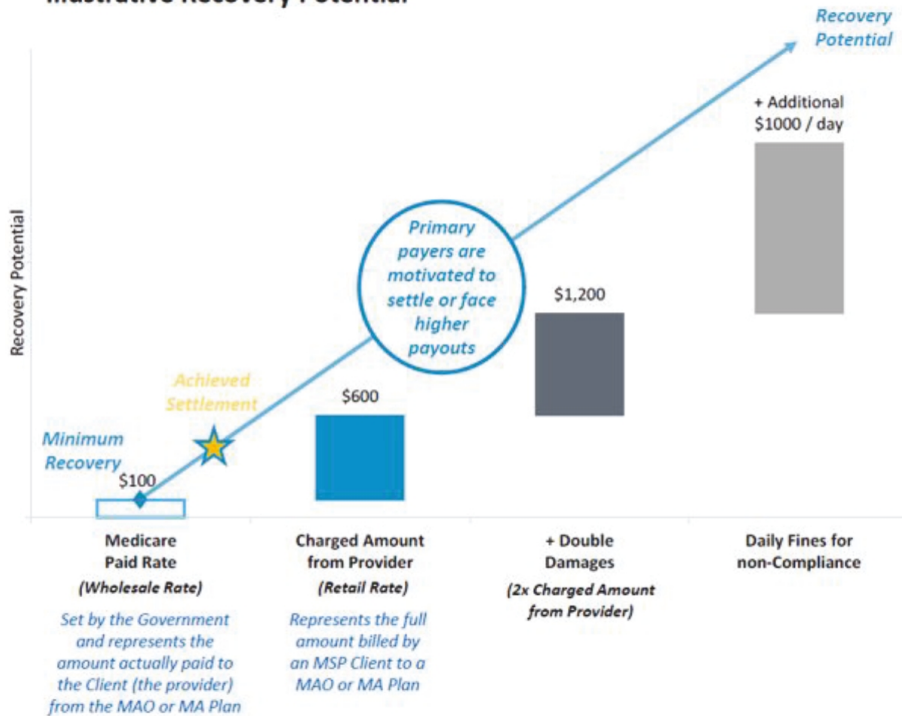 Illustrative Recovery Potential
Recovery
Potential
+ Additional
$1000 / day
Primary
payers are
motivated to
settle or face
higher
payouts
$1,200
Recovery Potential
Achieved
Settlement
$600
Minimum
Recovery
$100
Medicare
Paid Rate
(Wholesale Rate)
Set by the Government
and represents the
amount actually paid to
the Client (the provider)
from the MAO or MA Plan
Charged Amount
from Provider
(Retail Rate)
Represents the full
amount billed by
an MSP Client to a
MAO or MA Plan
+ Double
Damages
(2x Charged Amount
from Provider)
Daily Fines for
non-Compliance